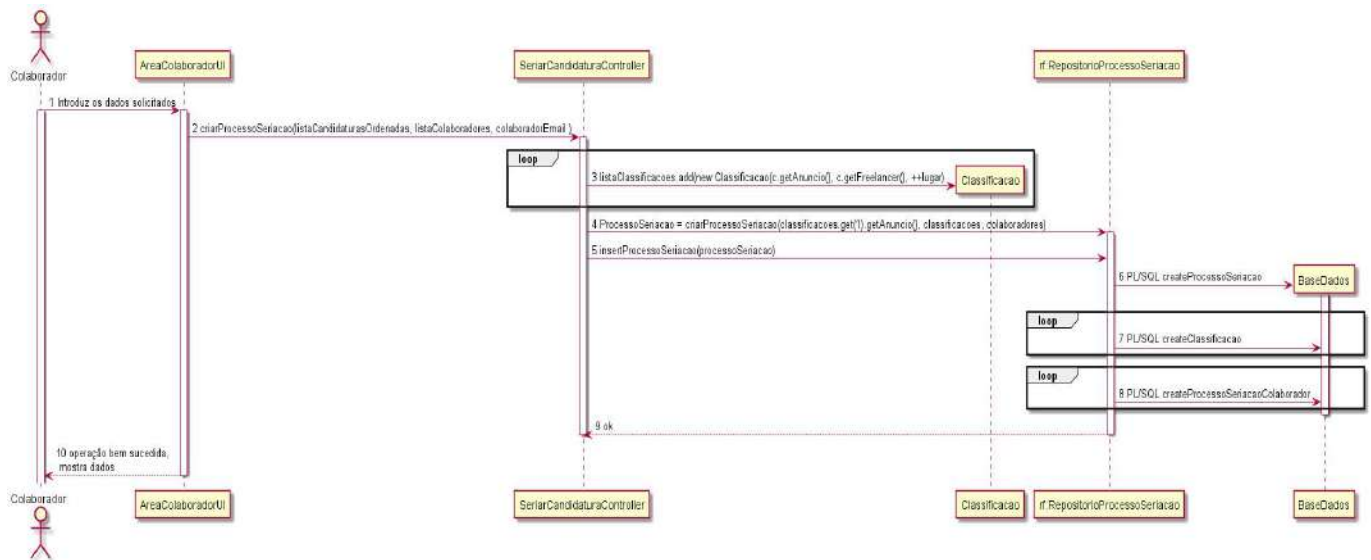 Colaborador
AreaColaboradorUI
SeriarCandidaturaController
rf:RepositorioProcessoSeriacao
1 Introduz os dados solicitados
2 criarProcessoSeriacao(listaCandidaturasOrdenadas, listaColaboradores, colaboradorEmail )
loop
3 listaClassificacoes.add(new Classificacao(c.getAnuncio(), c.getFreelancer(), ++lugar)
Classificacao
4 ProcessoSeriacao = criarProcessoSeriacao(classificacoes.get(1).getAnuncio(), classificacoes, colaboradores)
5 insertProcessoSeriacao(processoSeriacao)
6 PL/SQL createProcessoSeriacao
BaseDados
loop
7 PL/SQL createClassificacao
loop
8 PL/SQL createProcessoSeriacaoColaborador
9 ok
10 operação bem sucedida,
mostra dados
Colaborador
AreaColaboradorUI
SeriarCandidaturaController
Classificacao
rf:RepositorioProcessoSeriacao
BaseDados